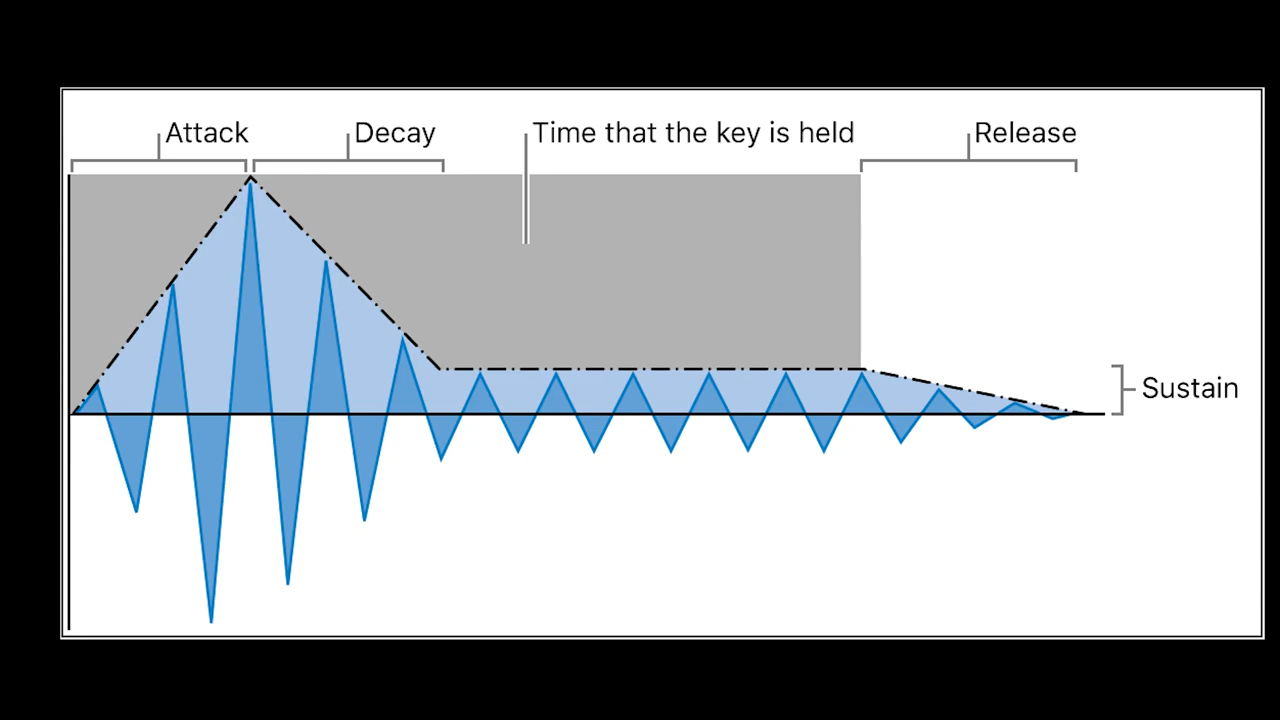 Attack
Decay
Time that the key is held
Release
Sustain